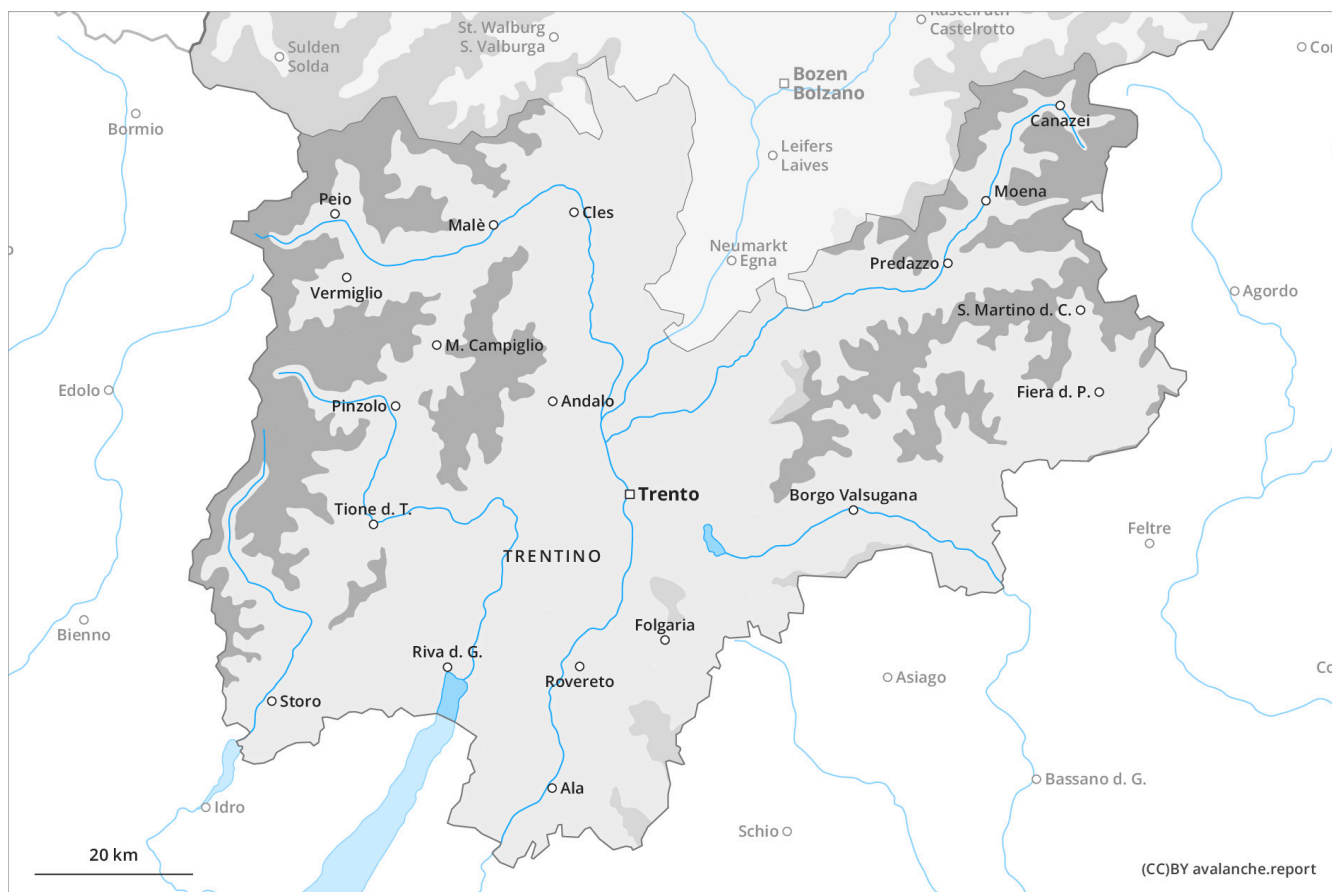 Kastelruth
Castelrotto
St. Walburg
S. Valburga
Sulden
Solda
Bozen
Bolzano
Bormio
Canazei
Leifers
Laives
Moena
Peio
Malè
Cles
Neumarkt
Egna
Predazzo
Vermiglio
Agordo
S. Martino d. C.
M. Campiglio
Edolo
Andalo
Pinzolo
Fiera d. P.
Trento
Borgo Valsugana
Tione d. T.
Feltre
TRENTINO
Bienno
Folgaria
Riva d. G.
Rovereto
Asiago
Storo
Bassano d. G.
Ala
Idro
Schio
20 km
(CC)BY avalanche.report